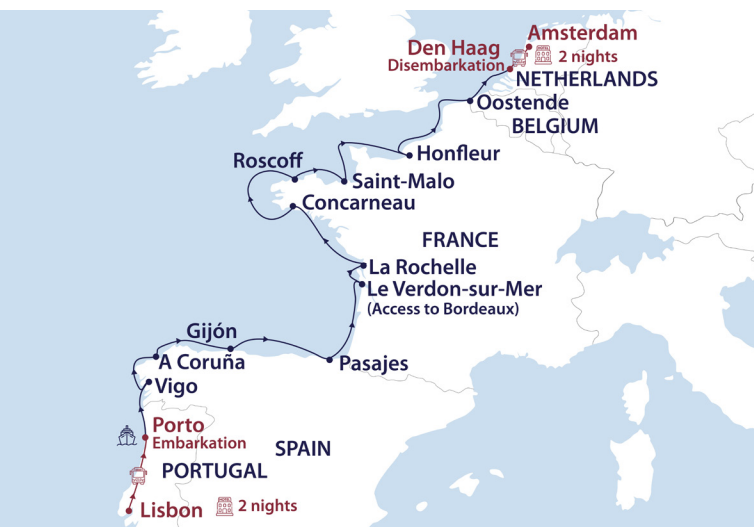 Amsterdam
Den Haag
2 nights
Disembarkation
NETHERLANDS
Oostende
BELGIUM
Honfleur
Roscoff
Saint-Malo
Concarneau
FRANCE
La Rochelle
Le Verdon-sur-Mer
(Access to Bordeaux)
Gijón
A Coruña
Pasajes
Vigo
Porto
Embarkation
SPAIN
PORTUGAL
Lisbon
2 nights